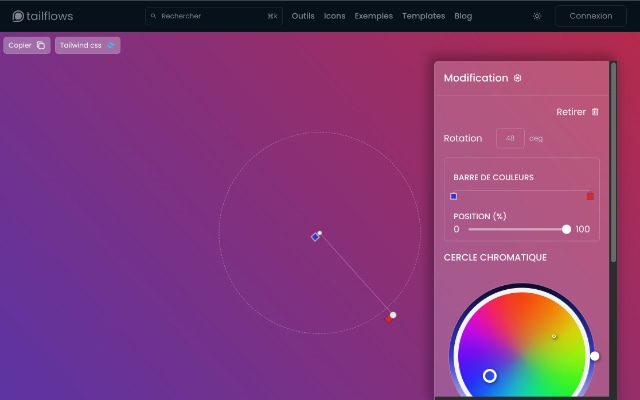 tailflows
Rechercher
⌘k
Outils
Icons
Exemples
Templates
Blog
Connexion
Copier
Tailwind css
Modification
Retirer
Rotation
48
deg
BARRE DE COULEURS
POSITION (%)
0
100
CERCLE CHROMATIQUE